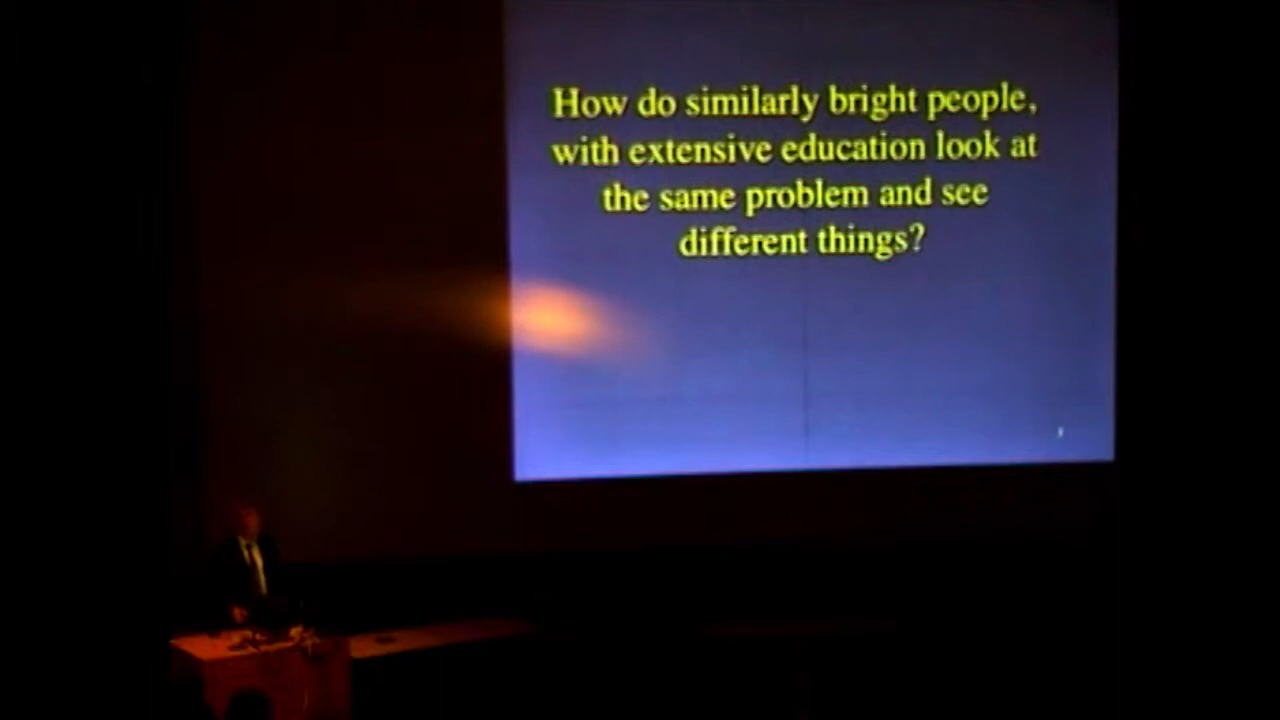 How do similarly bright people,
with extensive education look at
the same problem and see
different things?